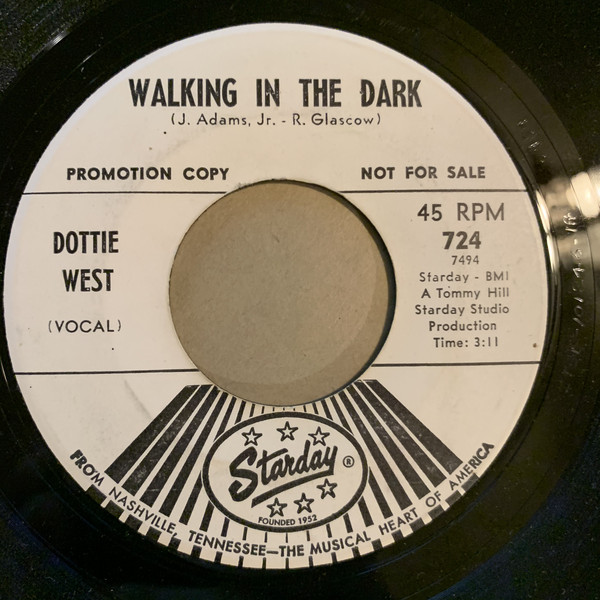 WALKING IN THE DARK
(J. Adams, Jr. - R. Glascow)
PROMOTION COPY
NOT FOR SALE
DOTTIE
WEST
(VOCAL)
45 RPM
724
7494
Starday - BMI
A Tommy Hill
Starday Studio
Production
Time: 3:11
Starday ®
FOUNDED 1952
FROM NASHVILLE, TENNESSEE—THE MUSICAL HEART OF AMERICA